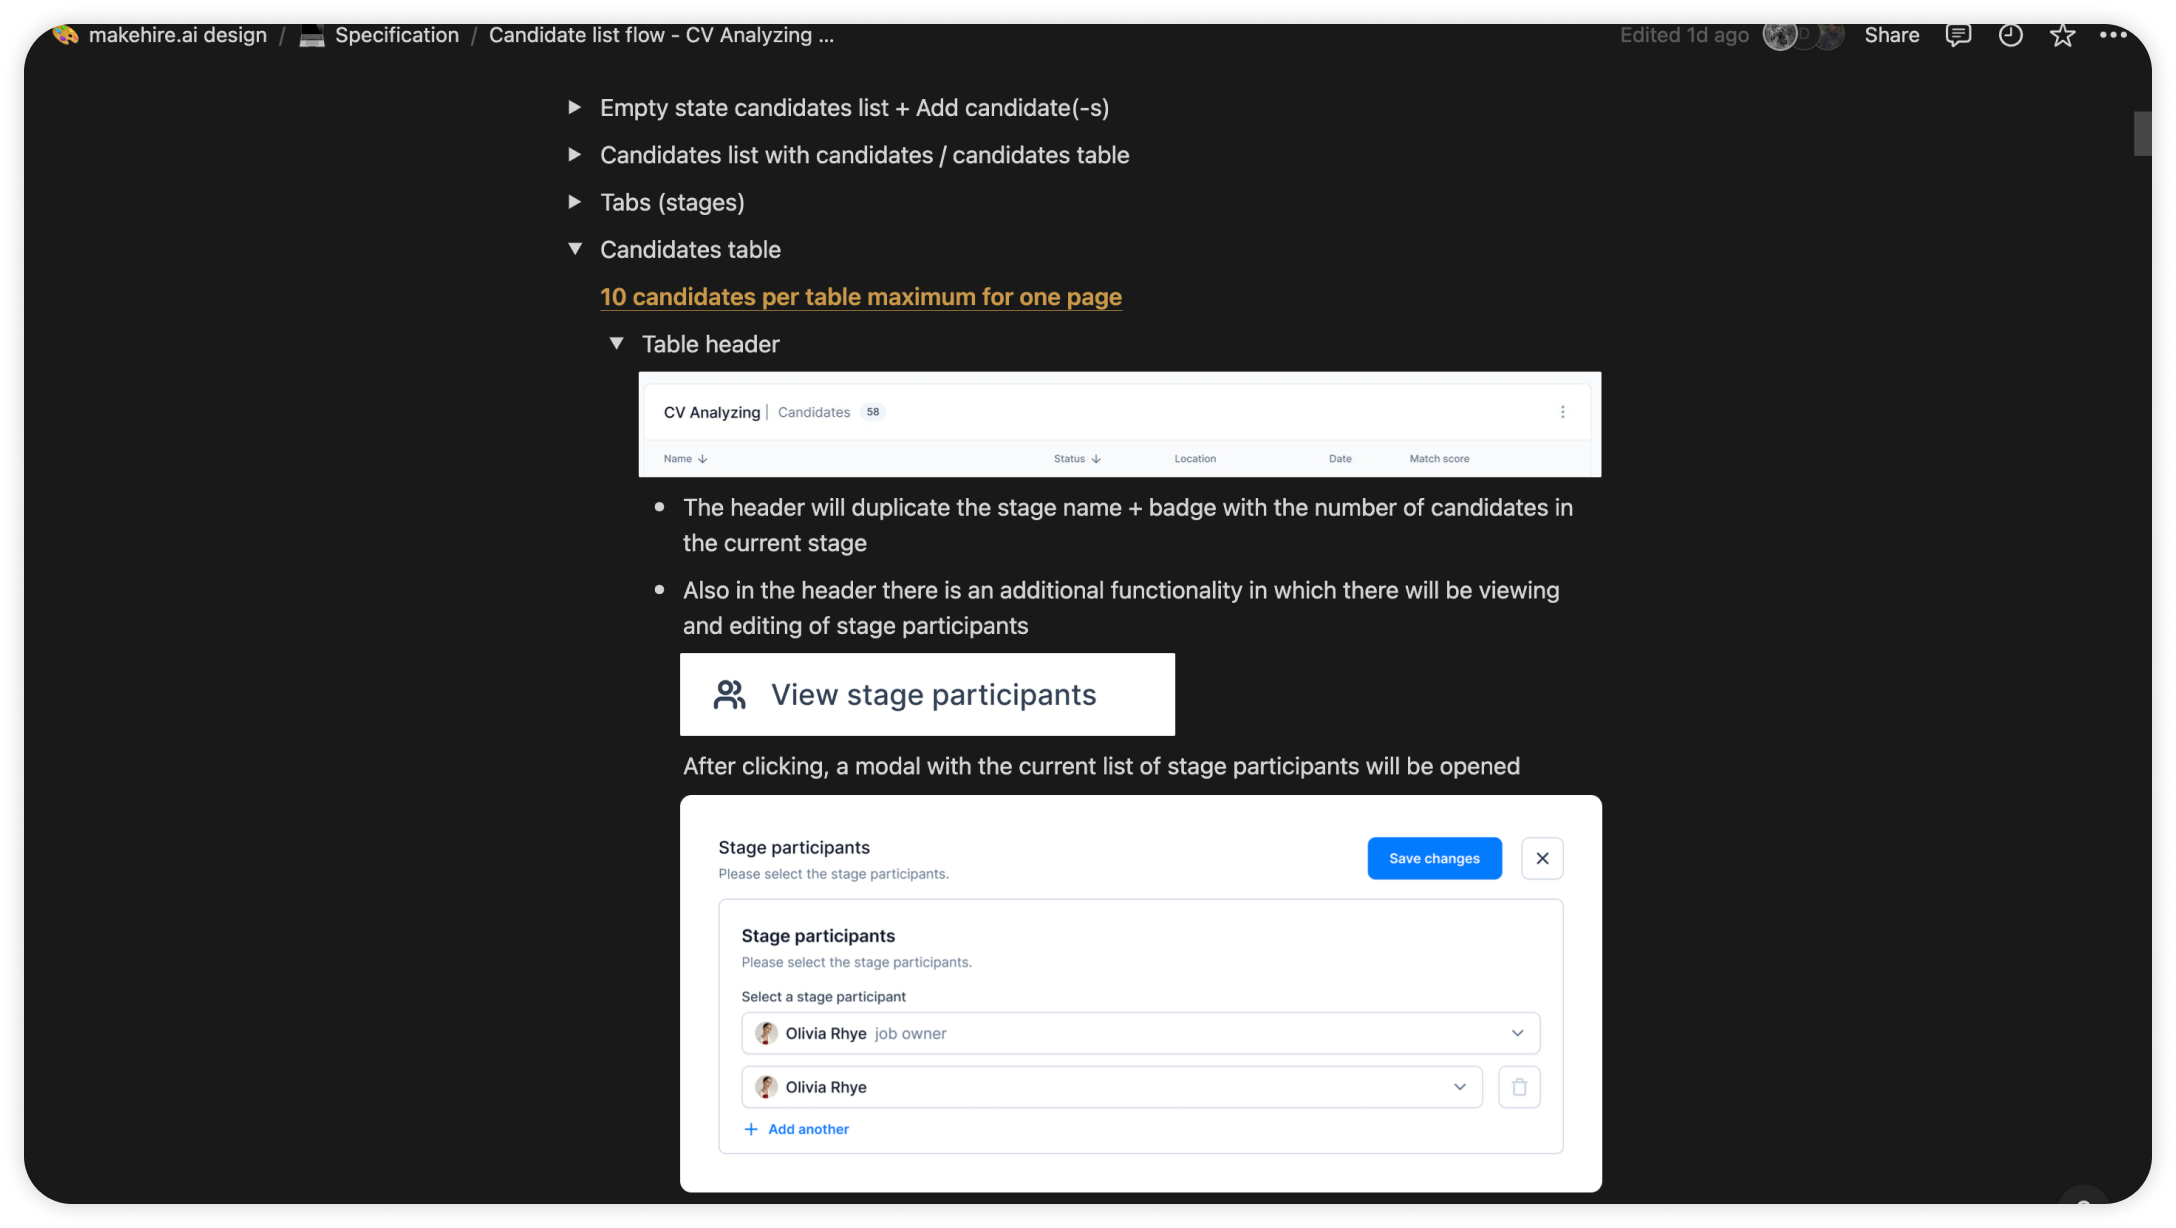 makehire.ai design / Specification / Candidate list flow - CV Analyzing ...
Edited 1d ago
D
Share
Empty state candidates list + Add candidate(-s)
Candidates list with candidates / candidates table
Tabs (stages)
Candidates table
10 candidates per table maximum for one page
Table header
CV Analyzing | Candidates 58
Name Status Location Date Match score
The header will duplicate the stage name + badge with the number of candidates in
the current stage
Also in the header there is an additional functionality in which there will be viewing
and editing of stage participants
View stage participants
After clicking, a modal with the current list of stage participants will be opened
Stage participants
Please select the stage participants.
Save changes
Stage participants
Please select the stage participants.
Select a stage participant
Olivia Rhye job owner
Olivia Rhye
Add another